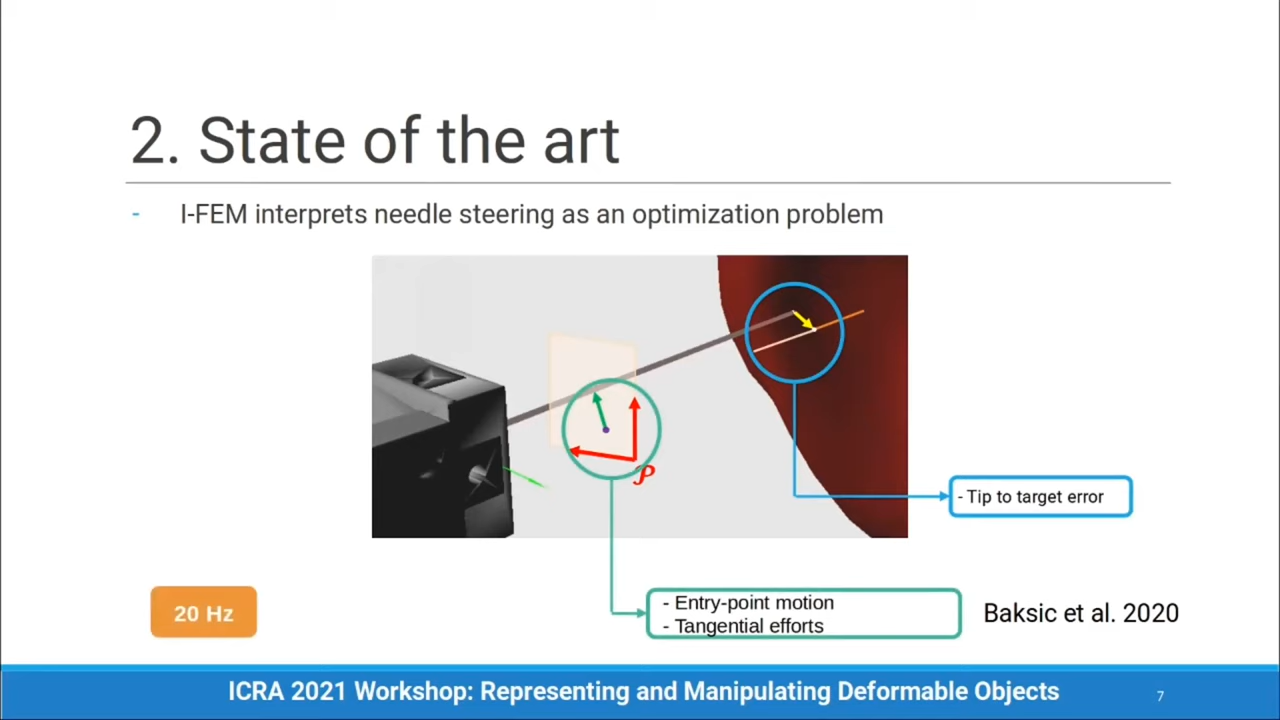 2. State of the art
- I-FEM interprets needle steering as an optimization problem
𝒫
- Tip to target error
20 Hz
- Entry-point motion
- Tangential efforts
Baksic et al. 2020
ICRA 2021 Workshop: Representing and Manipulating Deformable Objects
7